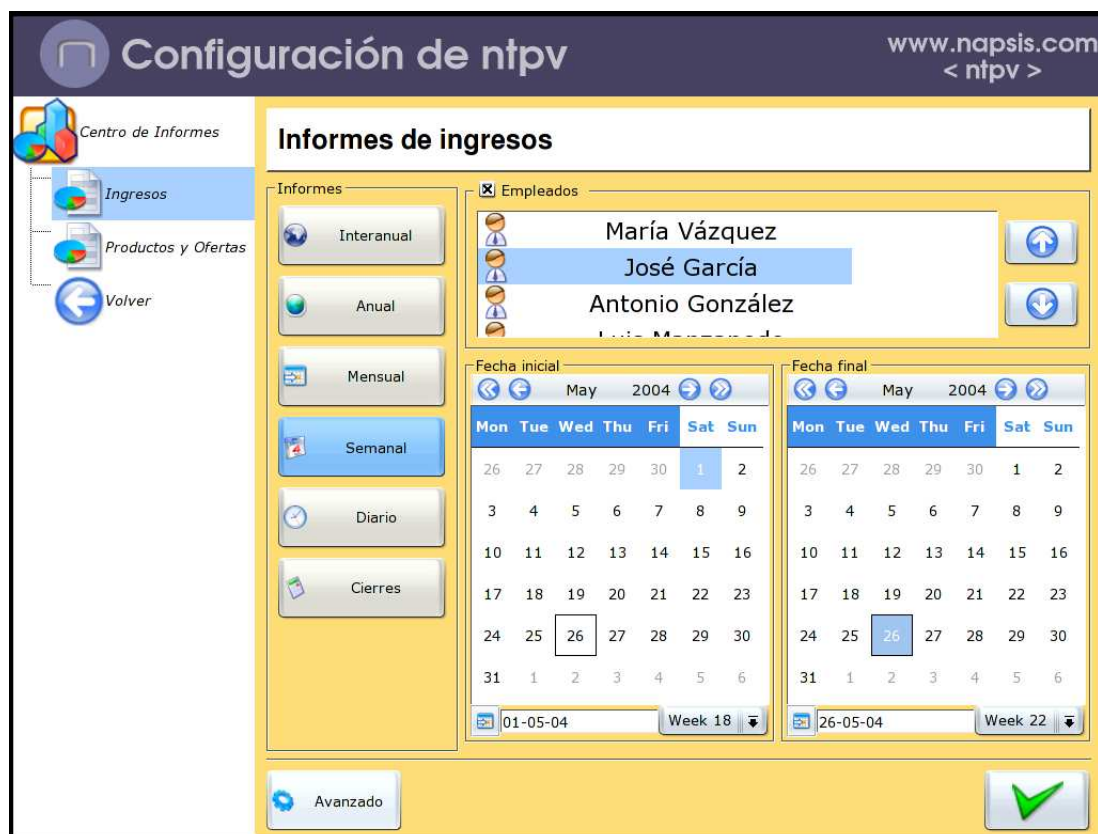 Configuración de ntpv
www.napsis.com
< ntpv >
Centro de Informes
Ingresos
Productos y Ofertas
Volver
Informes de ingresos
Informes
Interanual
Anual
Mensual
Semanal
Diario
Cierres
Empleados
María Vázquez
José García
Antonio González
Fecha inicial
May 2004
Mon Tue Wed Thu Fri Sat Sun
26 27 28 29 30 1 2
3 4 5 6 7 8 9
10 11 12 13 14 15 16
17 18 19 20 21 22 23
24 25 26 27 28 29 30
31 1 2 3 4 5 6
01-05-04 Week 18
Fecha final
May 2004
Mon Tue Wed Thu Fri Sat Sun
26 27 28 29 30 1 2
3 4 5 6 7 8 9
10 11 12 13 14 15 16
17 18 19 20 21 22 23
24 25 26 27 28 29 30
31 1 2 3 4 5 6
26-05-04 Week 22
Avanzado